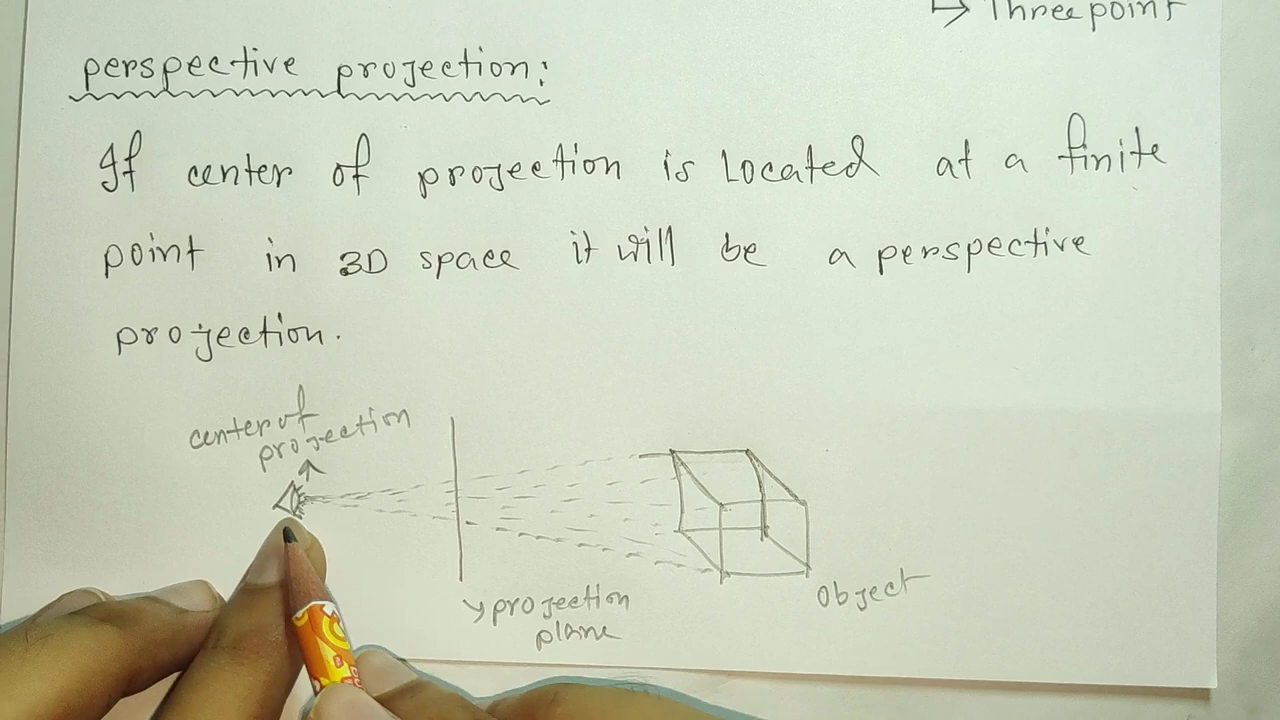 ↳ Three point
perspective projection:
If center of projection is Located at a finite
point in 3D space it will be a perspective
projection.
center of
projection
projection
plane
Object